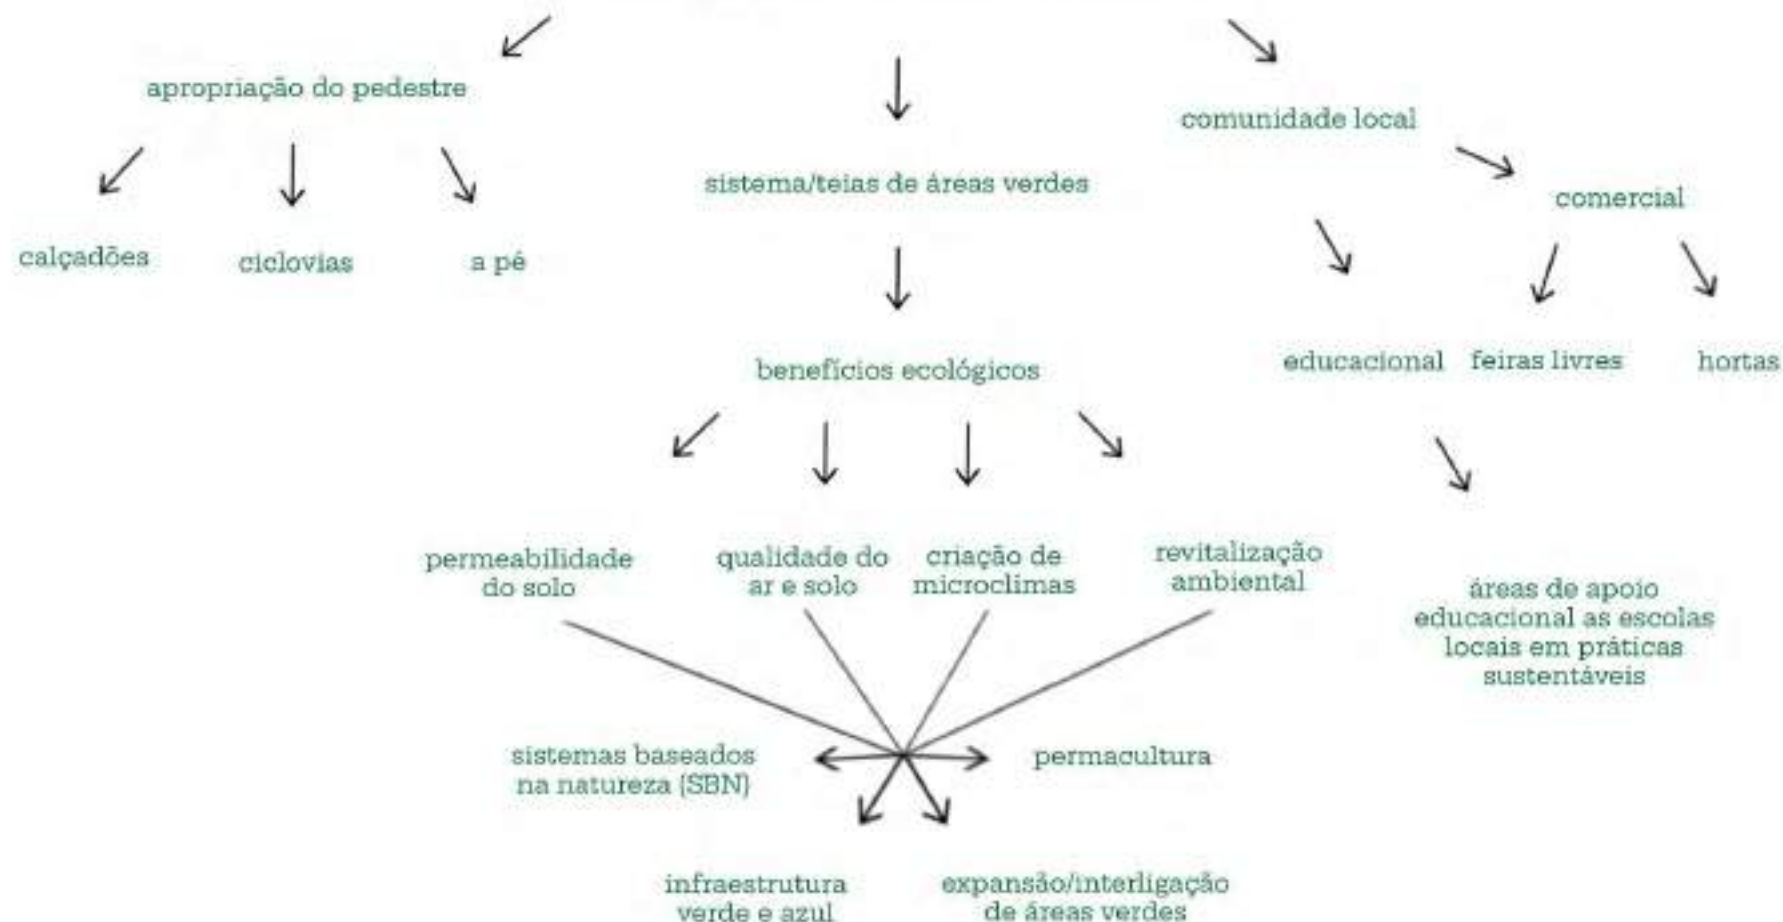 apropriação do pedestre
comunidade local
sistema/teias de áreas verdes
comercial
calçadões
ciclovias
a pé
benefícios ecológicos
educacional
feiras livres
hortas
permeabilidade
do solo
qualidade do
ar e solo
criação de
microclimas
revitalização
ambiental
áreas de apoio
educacional as escolas
locais em práticas
sustentáveis
sistemas baseados
na natureza (SBN)
permacultura
infraestrutura
verde e azul
expansão/interligação
de áreas verdes